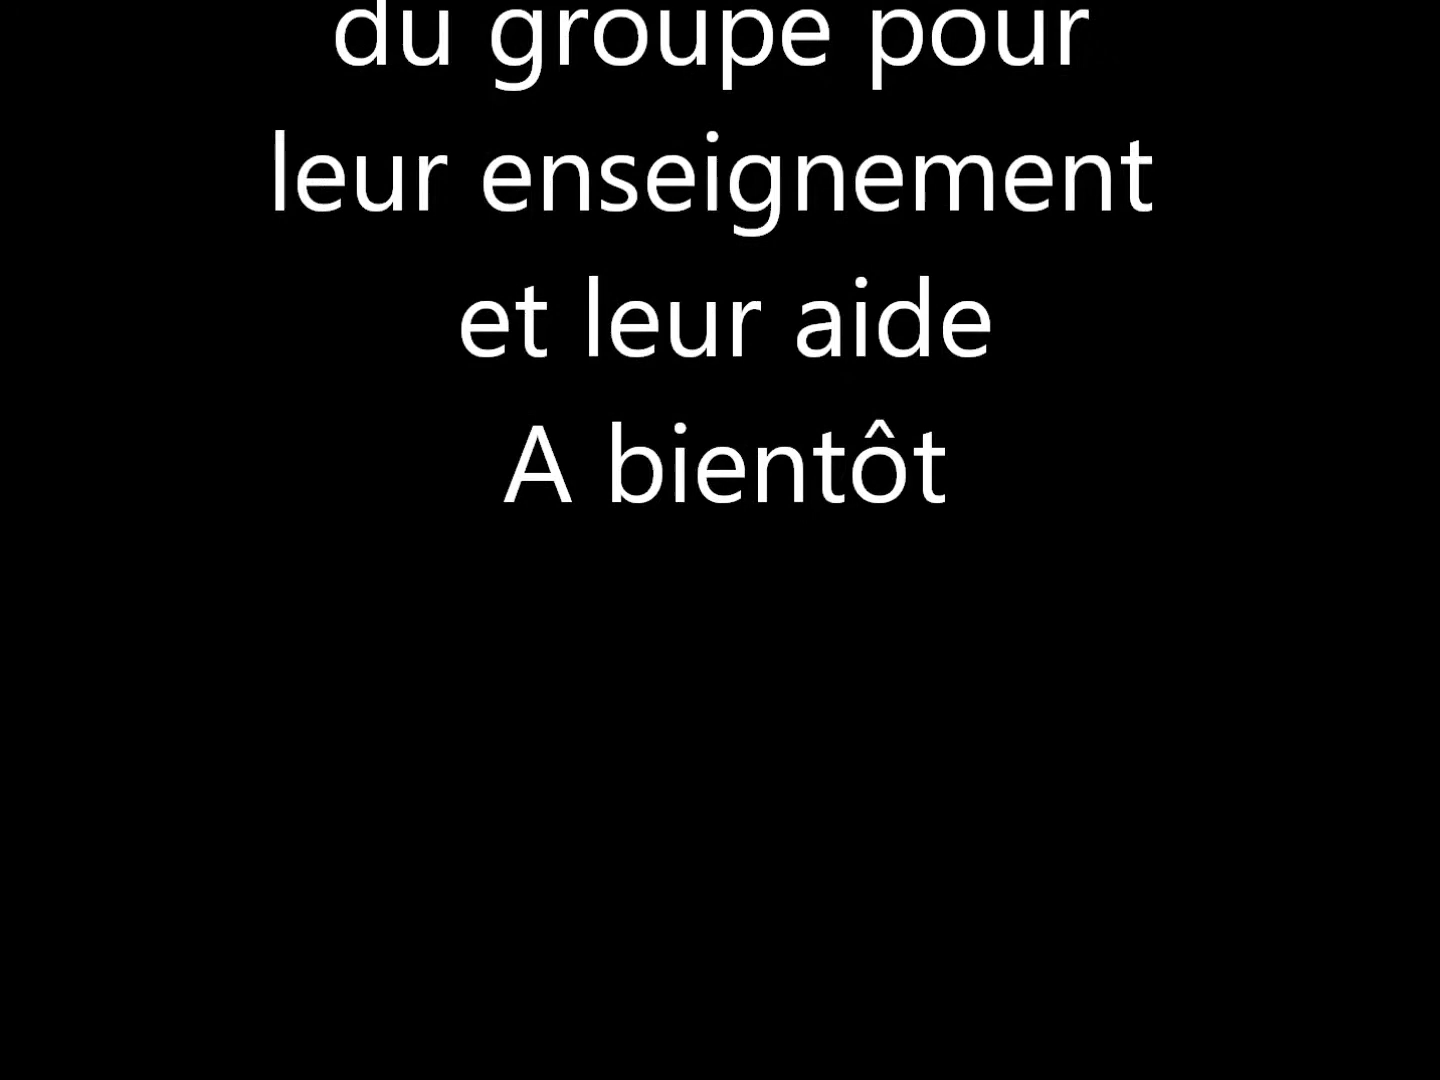 du groupe pour
leur enseignement
et leur aide
A bientôt